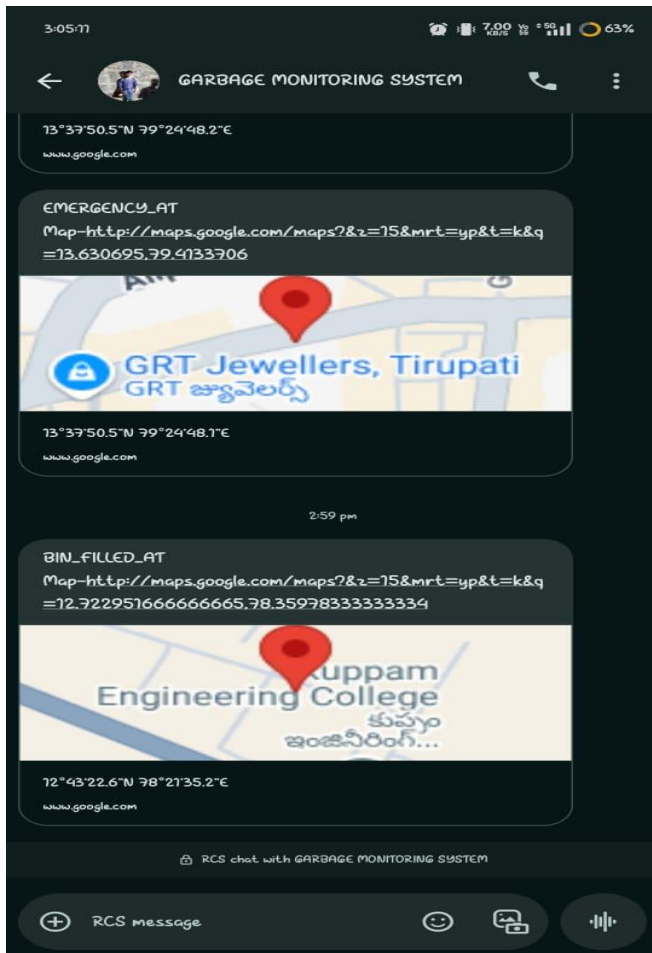 3:05:11
7.00 KB/S Vo 5G 5G 63%
GARBAGE MONITORING SYSTEM
13°37'50.5"N 79°24'48.2"E
www.google.com
EMERGENCY_AT
Map-http://maps.google.com/maps?&z=15&mrt=yp&t=k&q
=13.630695,79.4133706
GRT Jewellers, Tirupati
GRT జ్యువెలర్స్
13°37'50.5"N 79°24'48.1"E
www.google.com
2:59 pm
BIN_FILLED_AT
Map-http://maps.google.com/maps?&z=15&mrt=yp&t=k&q
=12.722951666666665,78.35978333333334
uppam
Engineering College
కుప్పం
ఇంజినీరింగ్...
12°43'22.6"N 78°21'35.2"E
www.google.com
RCS chat with GARBAGE MONITORING SYSTEM
RCS message